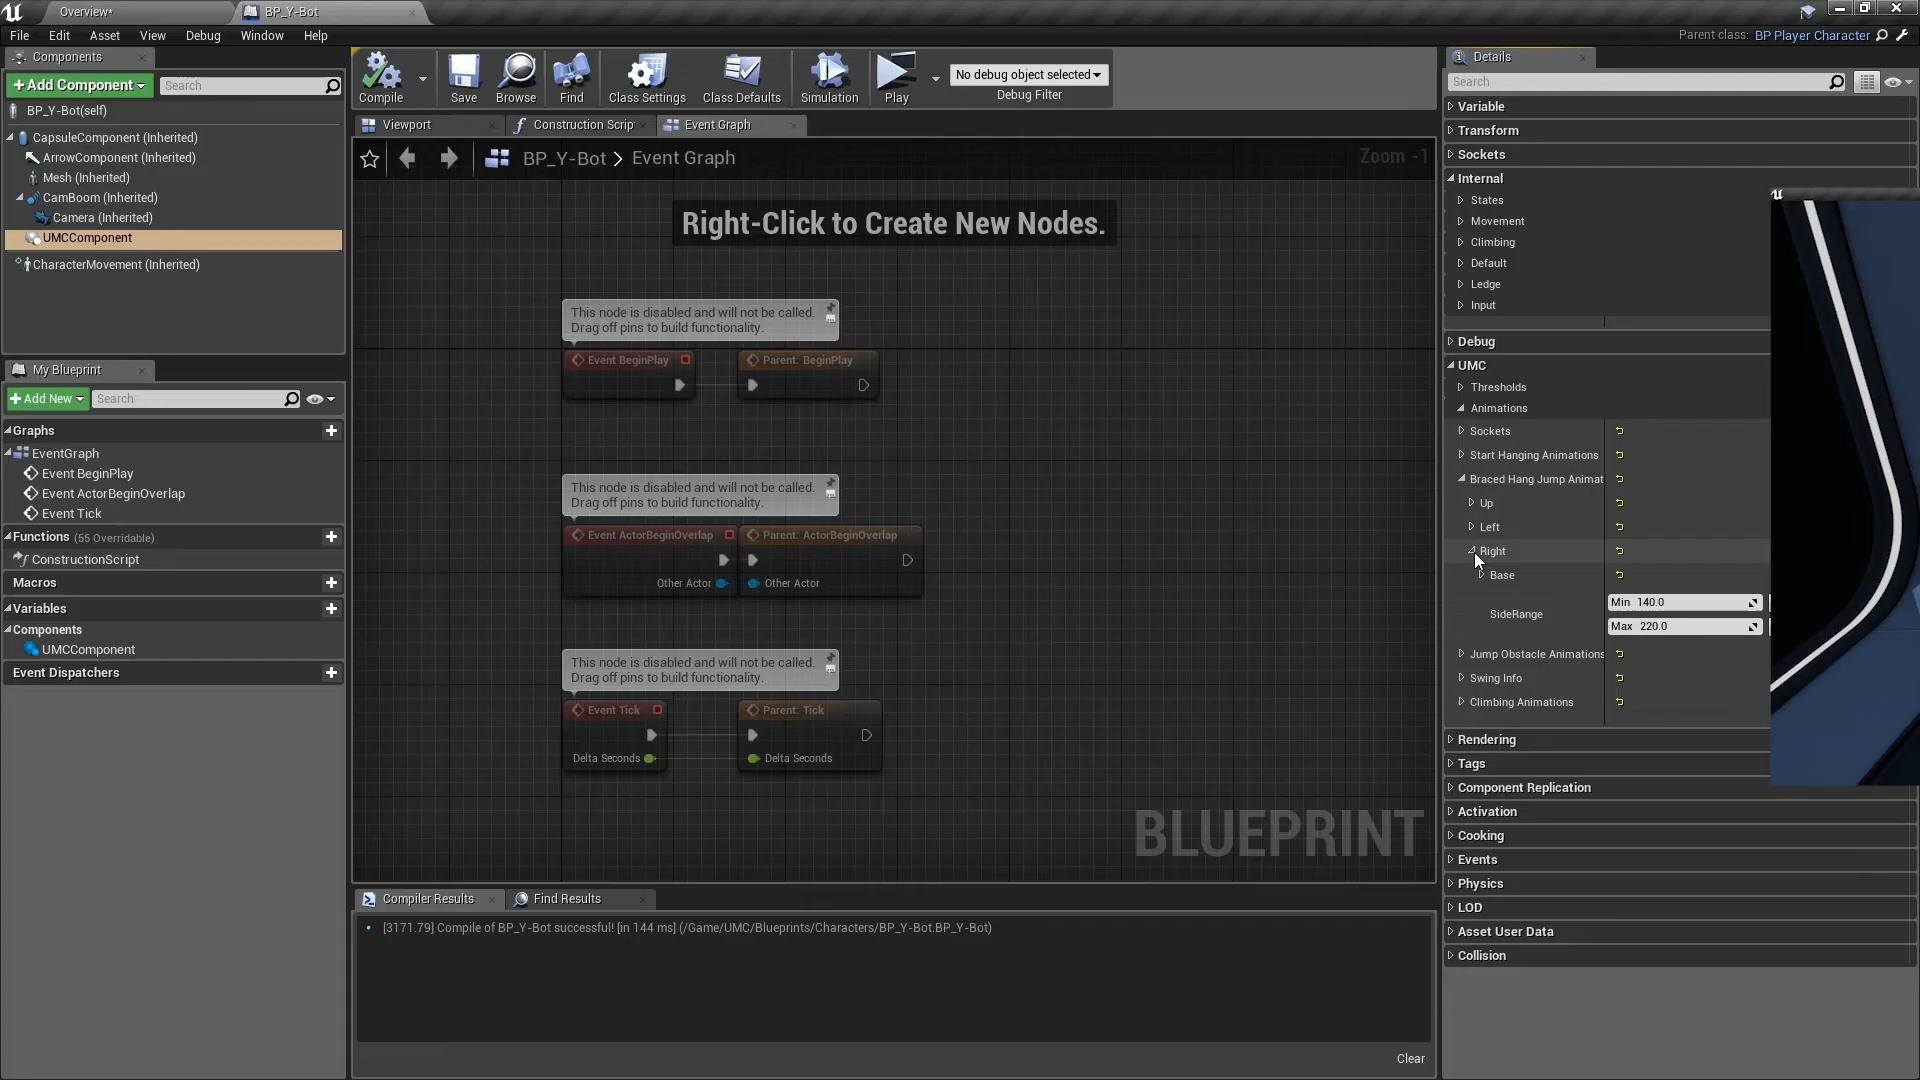 Overview*
BP_Y-Bot
File Edit Asset View Debug Window Help
Parent class: BP Player Character
Components
+Add Component
Search
BP_Y-Bot(self)
CapsuleComponent (Inherited)
ArrowComponent (Inherited)
Mesh (Inherited)
CamBoom (Inherited)
Camera (Inherited)
UMCComponent
CharacterMovement (Inherited)
My Blueprint
+Add New
Search
Graphs
EventGraph
Event BeginPlay
Event ActorBeginOverlap
Event Tick
Functions (55 Overridable)
ConstructionScript
Macros
Variables
Components
UMCComponent
Event Dispatchers
Compile
Save
Browse
Find
Class Settings
Class Defaults
Simulation
Play
No debug object selected
Debug Filter
Viewport
Construction Scrip
Event Graph
BP_Y-Bot > Event Graph
Zoom -1
Right-Click to Create New Nodes.
This node is disabled and will not be called.
Drag off pins to build functionality.
Event BeginPlay
Parent: BeginPlay
This node is disabled and will not be called.
Drag off pins to build functionality.
Event ActorBeginOverlap
Parent: ActorBeginOverlap
Other Actor
Other Actor
This node is disabled and will not be called.
Drag off pins to build functionality.
Event Tick
Parent: Tick
Delta Seconds
Delta Seconds
BLUEPRINT
Compiler Results
Find Results
[3171.79] Compile of BP_Y-Bot successful! [in 144 ms] (/Game/UMC/Blueprints/Characters/BP_Y-Bot.BP_Y-Bot)
Clear
Details
Search
Variable
Transform
Sockets
Internal
States
Movement
Climbing
Default
Ledge
Input
Debug
UMC
Thresholds
Animations
Sockets
Start Hanging Animations
Braced Hang Jump Animat
Up
Left
Right
Base
SideRange
Min 140.0
Max 220.0
Jump Obstacle Animations
Swing Info
Climbing Animations
Rendering
Tags
Component Replication
Activation
Cooking
Events
Physics
LOD
Asset User Data
Collision